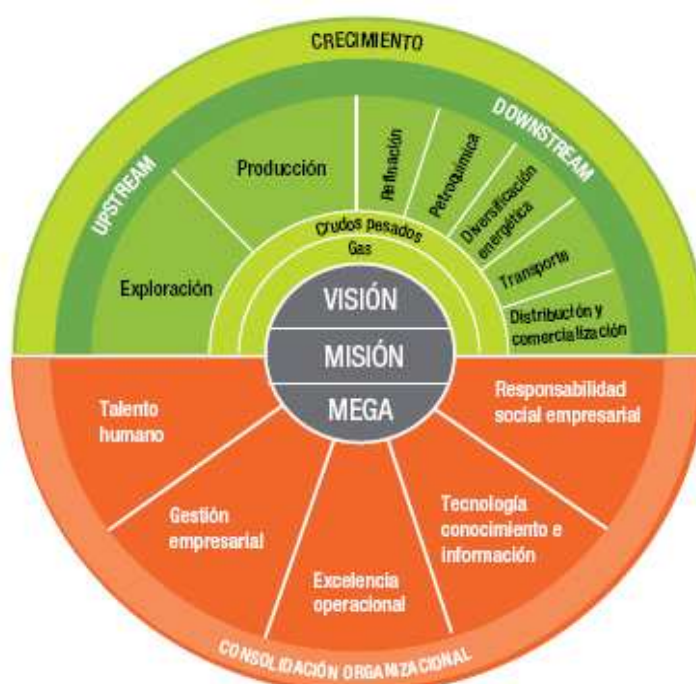 CRECIMIENTO
UPSTREAM
DOWNSTREAM
Exploración
Producción
Refinación
Petroquímica
Diversificación
energética
Transporte
Distribución y
comercialización
Crudos pesados
Gas
VISIÓN
MISIÓN
MEGA
Talento
humano
Gestión
empresarial
Excelencia
operacional
Tecnología
conocimiento e
información
Responsabilidad
social empresarial
CONSOLIDACIÓN ORGANIZACIONAL